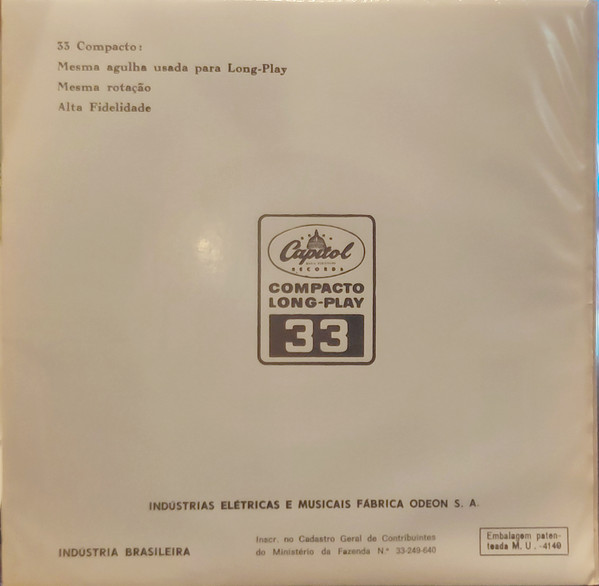 33 Compacto:
Mesma agulha usada para Long-Play
Mesma rotação
Alta Fidelidade
Capitol
RECORDS
COMPACTO
LONG-PLAY
33
INDÚSTRIAS ELÉTRICAS E MUSICAIS FÁBRICA ODEON S. A.
INDÚSTRIA BRASILEIRA
Inscr. no Cadastro Geral de Contribuintes
do Ministério da Fazenda N.º 33-249-640
Embalagem paten-
teada M. U. -4140